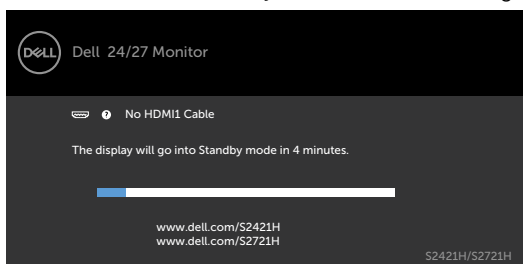 DELL Dell 24/27 Monitor
? No HDMI1 Cable
The display will go into Standby mode in 4 minutes.
www.dell.com/S2421H
www.dell.com/S2721H
S2421H/S2721H